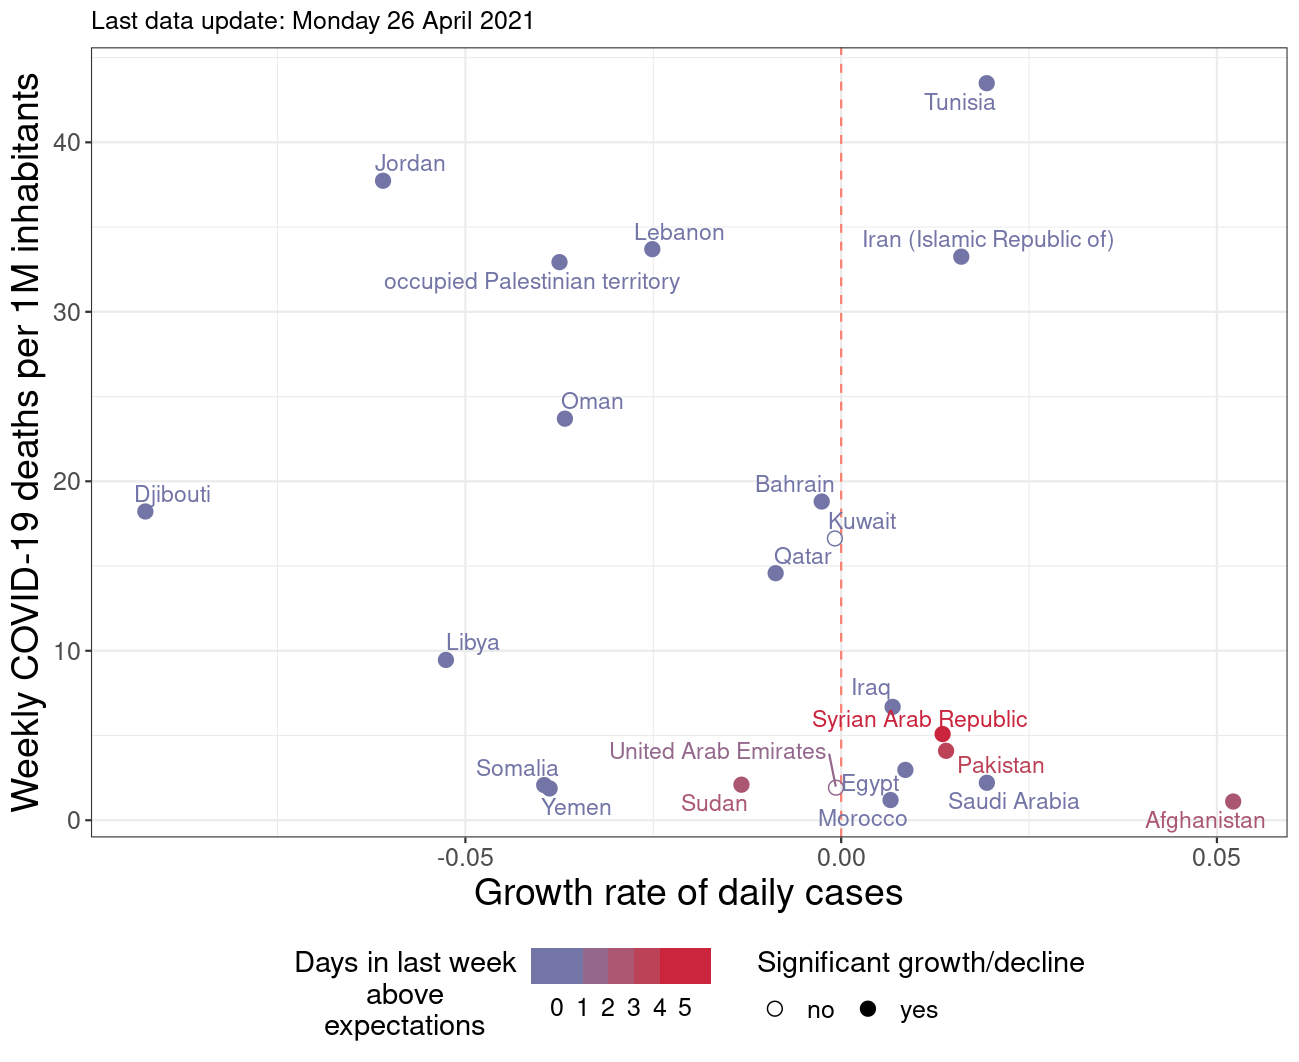 Last data update: Monday 26 April 2021
Weekly COVID-19 deaths per 1M inhabitants
40
30
20
10
0
Tunisia
Jordan
Lebanon
Iran (Islamic Republic of)
occupied Palestinian territory
Oman
Bahrain
Djibouti
Kuwait
Qatar
Libya
Iraq
Syrian Arab Republic
United Arab Emirates
Pakistan
Somalia
Egypt
Saudi Arabia
Sudan
Yemen
Morocco
Afghanistan
-0.05 0.00 0.05
Growth rate of daily cases
Days in last week
above
expectations
0 1 2 3 4 5
Significant growth/decline
no yes